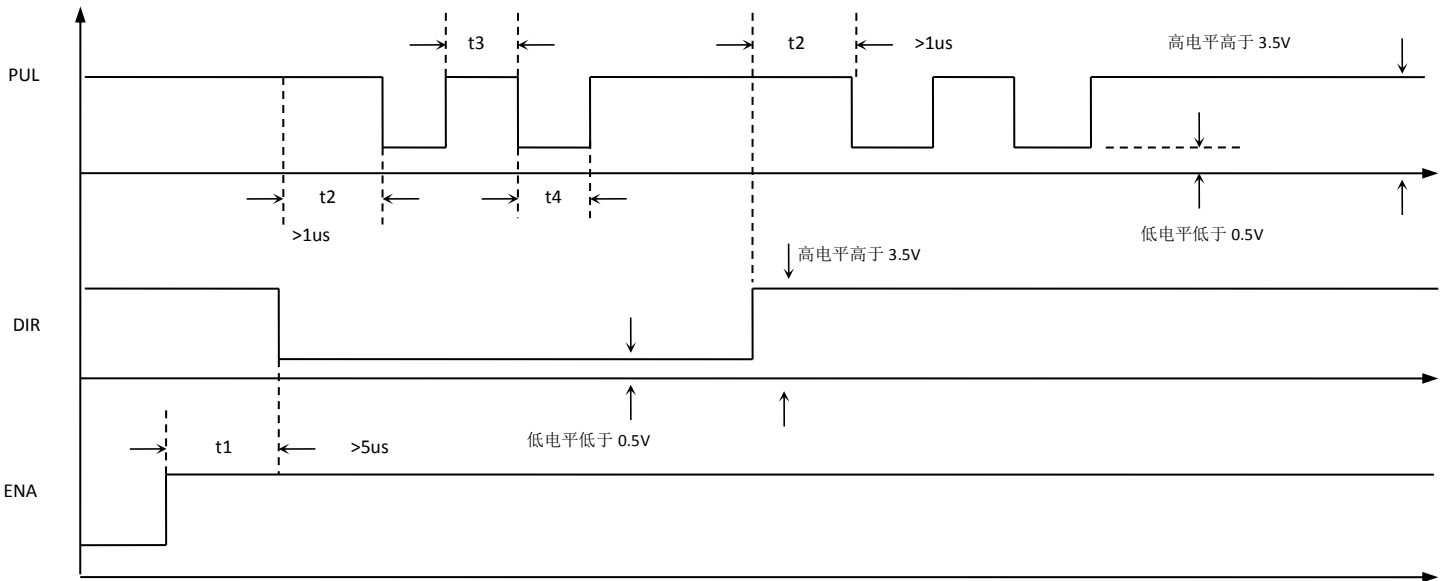 t3
t2
>1us
高电平高于 3.5V
PUL
t2
t4
>1us
低电平低于 0.5V
高电平高于 3.5V
DIR
低电平低于 0.5V
t1
>5us
ENA